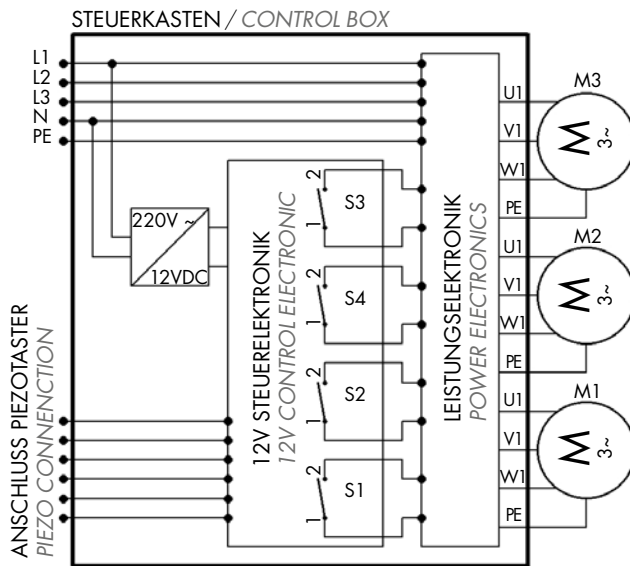 STEUERKASTEN / CONTROL BOX
L1
L2
L3
N
PE
220V ~
12VDC
ANSCHLUSS PIEZOTASTER
PIEZO CONNENCTION
12V STEUERELEKTRONIK
12V CONTROL ELECTRONIC
2
S3
1
2
S4
1
2
S2
1
2
S1
1
LEISTUNGSELEKTRONIK
POWER ELECTRONICS
M3
U1
V1
W1
PE
M
3~
M2
U1
V1
W1
PE
M
3~
M1
U1
V1
W1
PE
M
3~